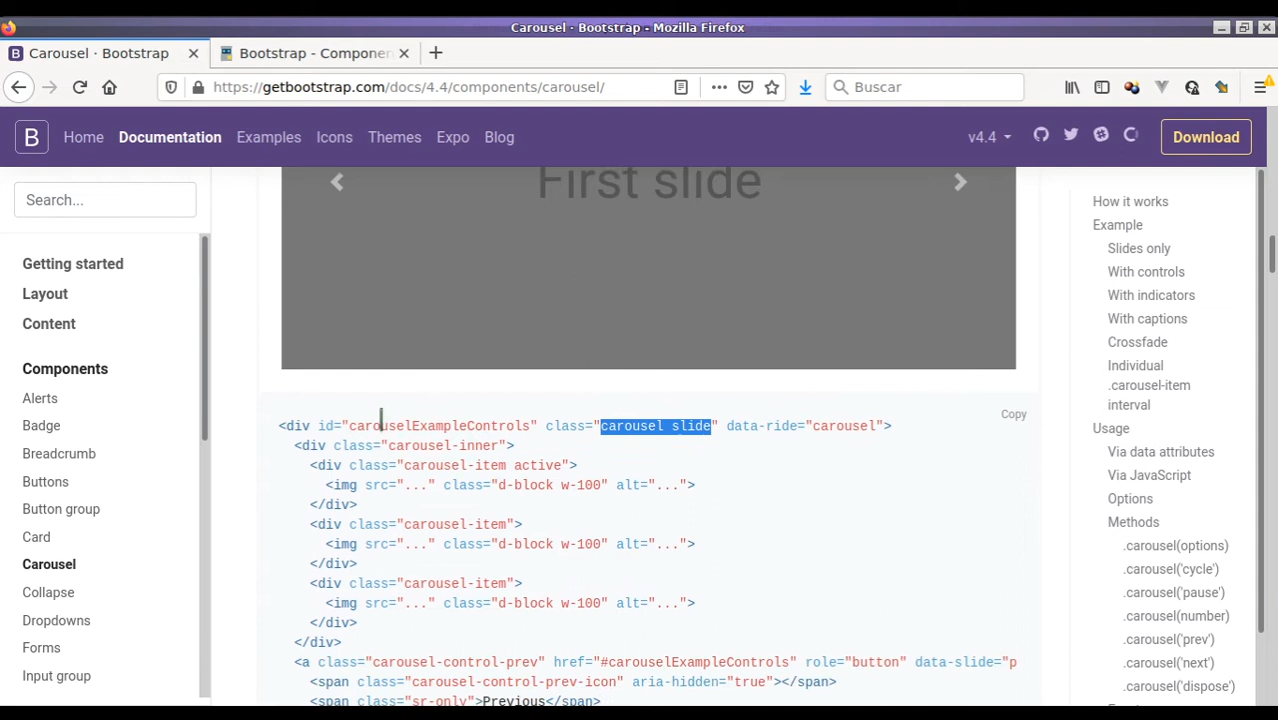 Carousel · Bootstrap - Mozilla Firefox
Carousel · Bootstrap
Bootstrap - Componen
https://getbootstrap.com/docs/4.4/components/carousel/
Buscar
B
Home
Documentation
Examples
Icons
Themes
Expo
Blog
v4.4
Download
Search...
Getting started
Layout
Content
Components
Alerts
Badge
Breadcrumb
Buttons
Button group
Card
Carousel
Collapse
Dropdowns
Forms
Input group
First slide
Copy
<div id="carouselExampleControls" class="carousel slide" data-ride="carousel">
<div class="carousel-inner">
<div class="carousel-item active">
<img src="..." class="d-block w-100" alt="...">
</div>
<div class="carousel-item">
<img src="..." class="d-block w-100" alt="...">
</div>
<div class="carousel-item">
<img src="..." class="d-block w-100" alt="...">
</div>
</div>
<a class="carousel-control-prev" href="#carouselExampleControls" role="button" data-slide="p
<span class="carousel-control-prev-icon" aria-hidden="true"></span>
<span class="sr-only">Previous</span>
How it works
Example
Slides only
With controls
With indicators
With captions
Crossfade
Individual
.carousel-item
interval
Usage
Via data attributes
Via JavaScript
Options
Methods
.carousel(options)
.carousel('cycle')
.carousel('pause')
.carousel(number)
.carousel('prev')
.carousel('next')
.carousel('dispose')